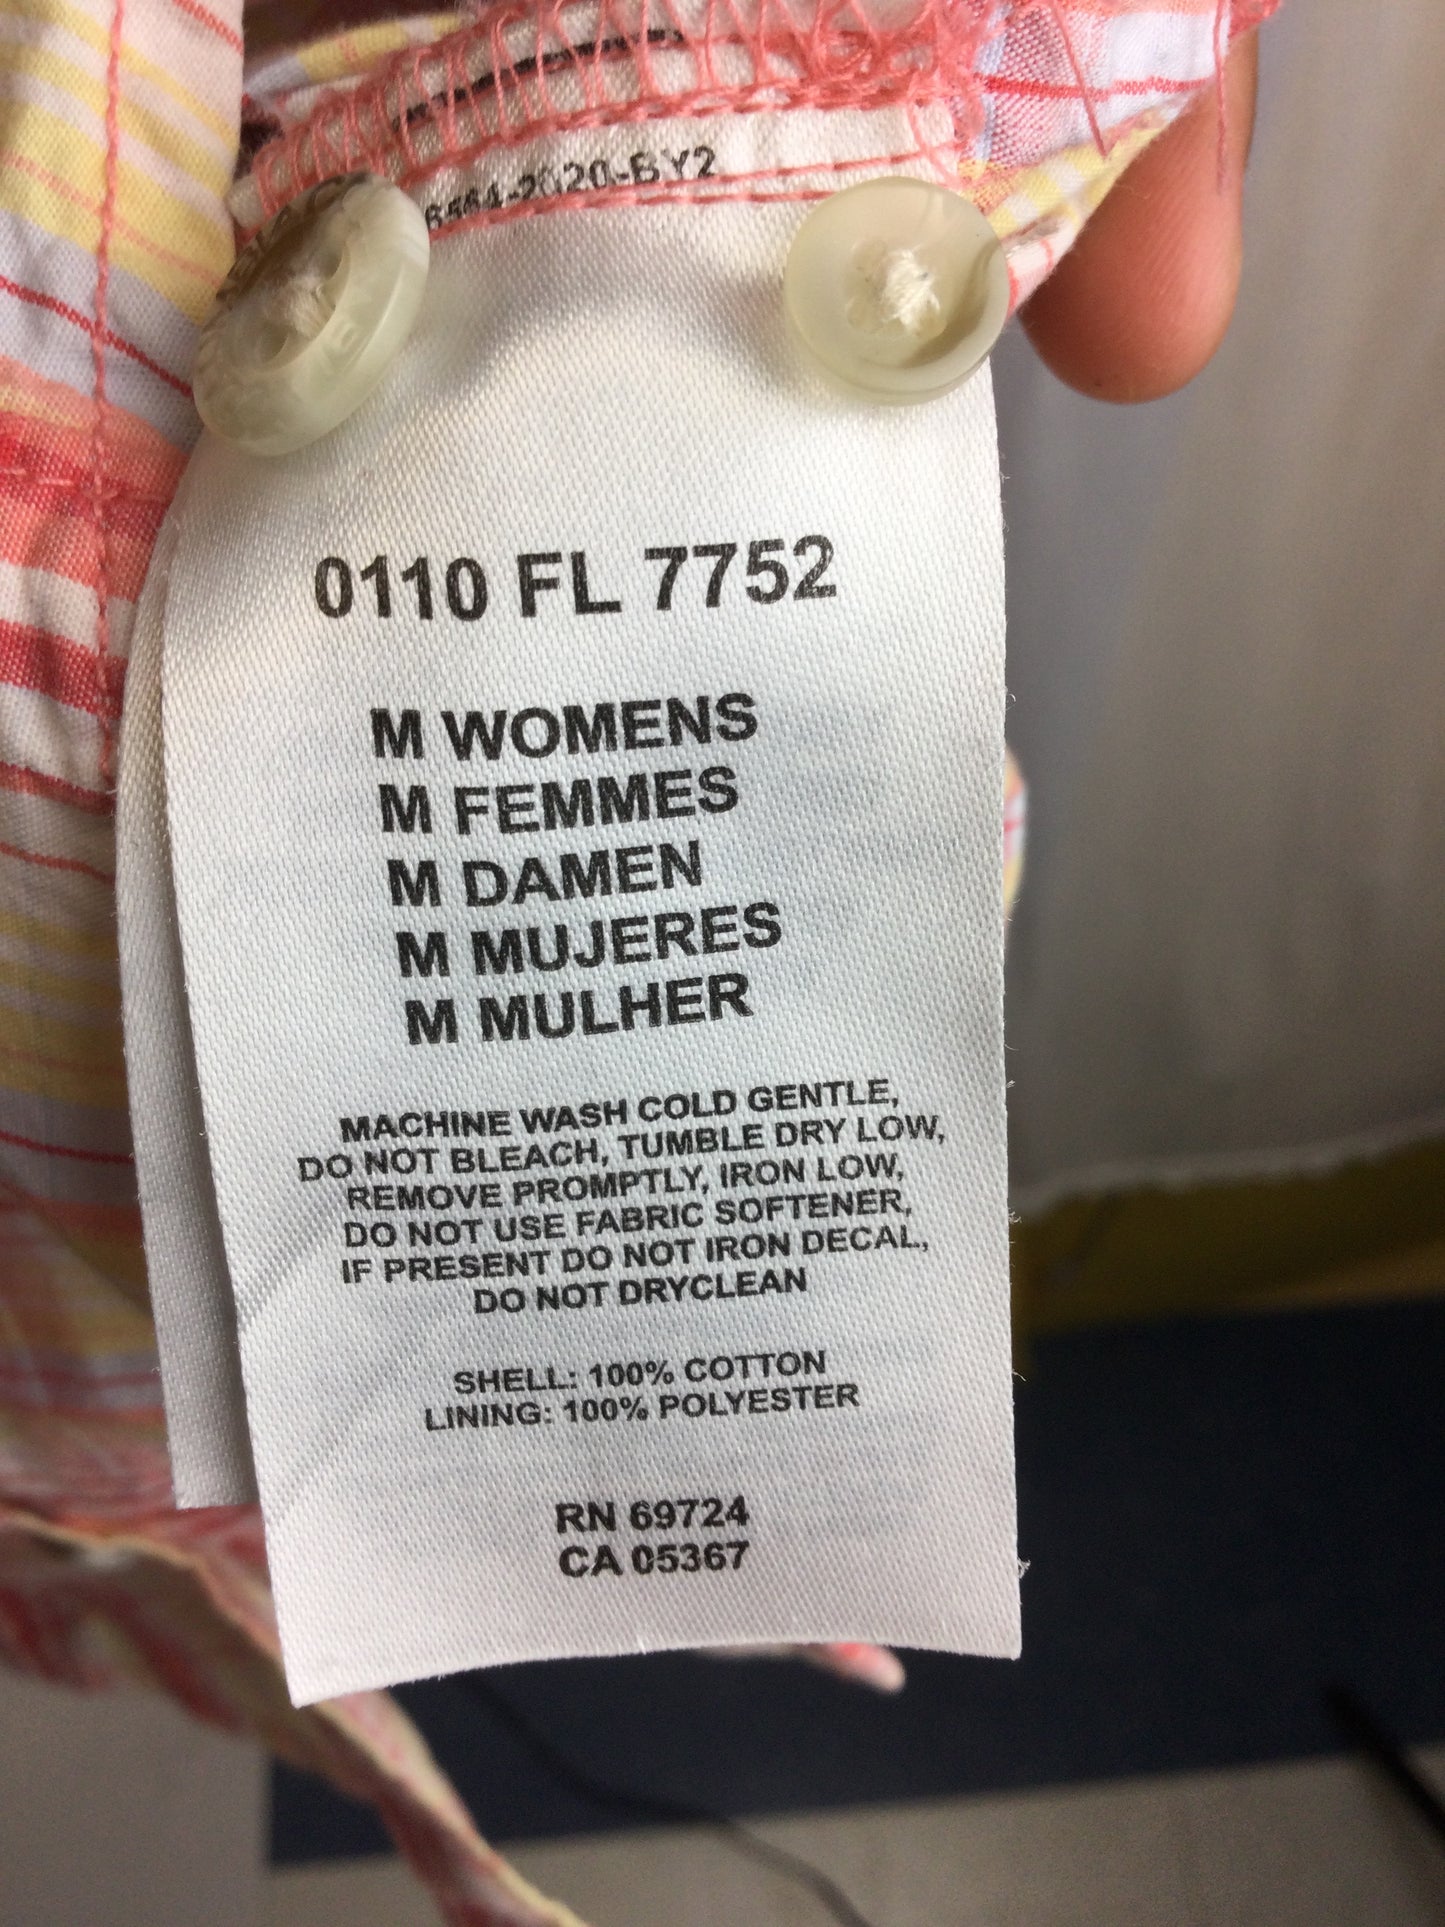 0110 FL 7752
M WOMENS
M FEMMES
M DAMEN
M MUJERES
M MULHER
MACHINE WASH COLD GENTLE,
DO NOT BLEACH, TUMBLE DRY LOW,
REMOVE PROMPTLY, IRON LOW,
DO NOT USE FABRIC SOFTENER,
IF PRESENT DO NOT IRON DECAL,
DO NOT DRYCLEAN
SHELL: 100% COTTON
LINING: 100% POLYESTER
RN 69724
CA 05367